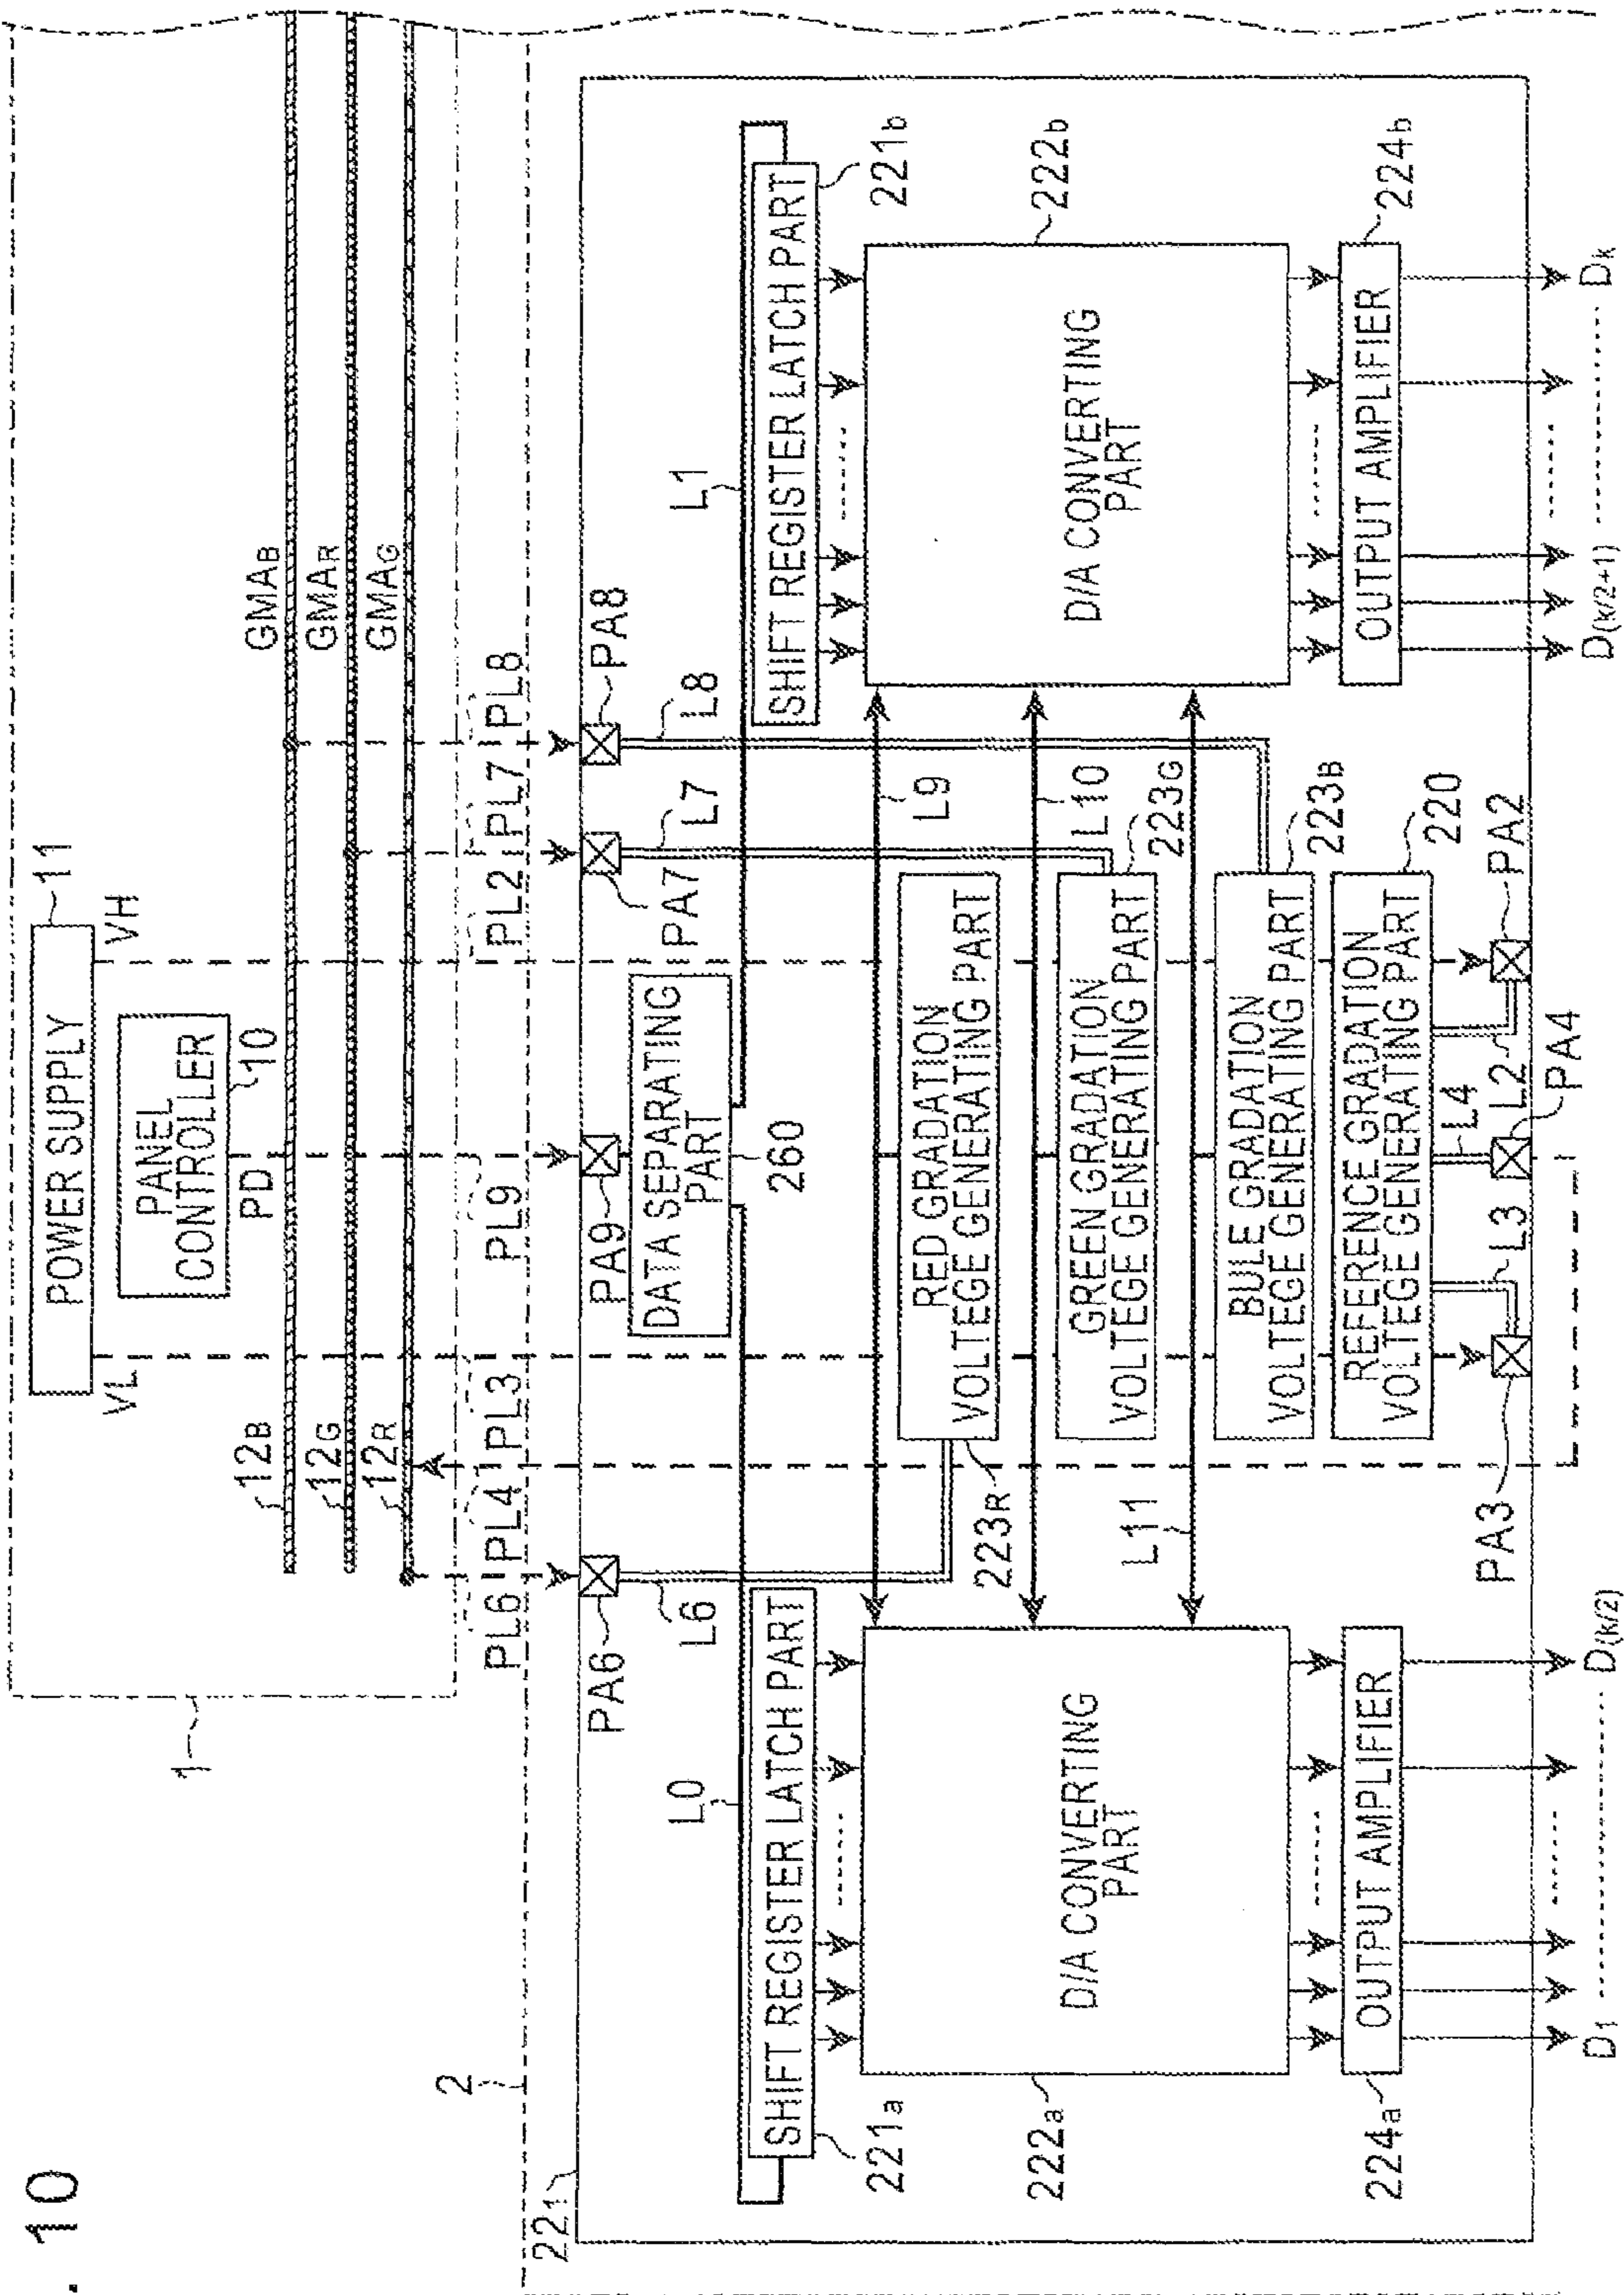 . 10
POWER SUPPLY
11
VL
VH
PANEL
CONTROLLER
10
PD
12B
12G
12R
GMAB
GMAR
GMAG
1
2
PL6
PL4
PL3
PL9
PL2
PL7
PL8
221
PA6
PA9
PA7
PA8
L6
L7
L8
DATA SEPARATING
PART
260
L0
L1
SHIFT REGISTER LATCH PART
221a
SHIFT REGISTER LATCH PART
221b
L9
RED GRADATION
VOLTEGE GENERATING PART
223R
D/A CONVERTING
PART
222a
D/A CONVERTING
PART
222b
L10
GREEN GRADATION
VOLTEGE GENERATING PART
223G
L11
BULE GRADATION
VOLTEGE GENERATING PART
223B
REFERENCE GRADATION
VOLTEGE GENERATING PART
220
OUTPUT AMPLIFIER
224a
OUTPUT AMPLIFIER
224b
PA3
L3
L4
L2
PA4
PA2
D1 ............ D(k/2)
D(k/2+1) ............ Dk